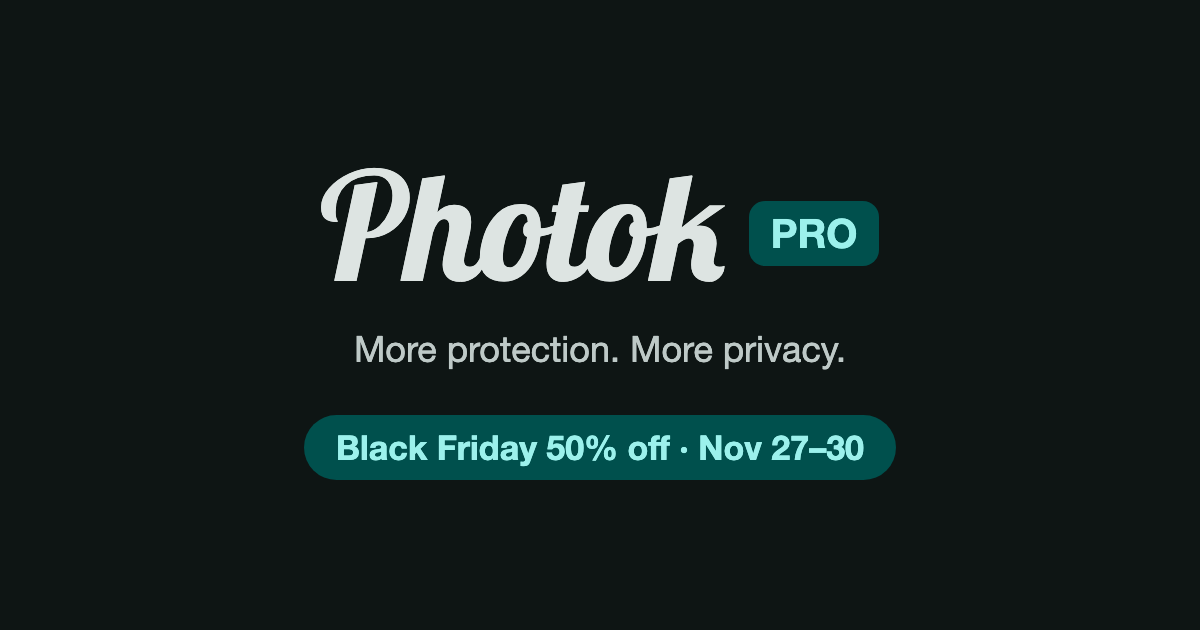 Photok PRO
More protection. More privacy.
Black Friday 50% off · Nov 27–30